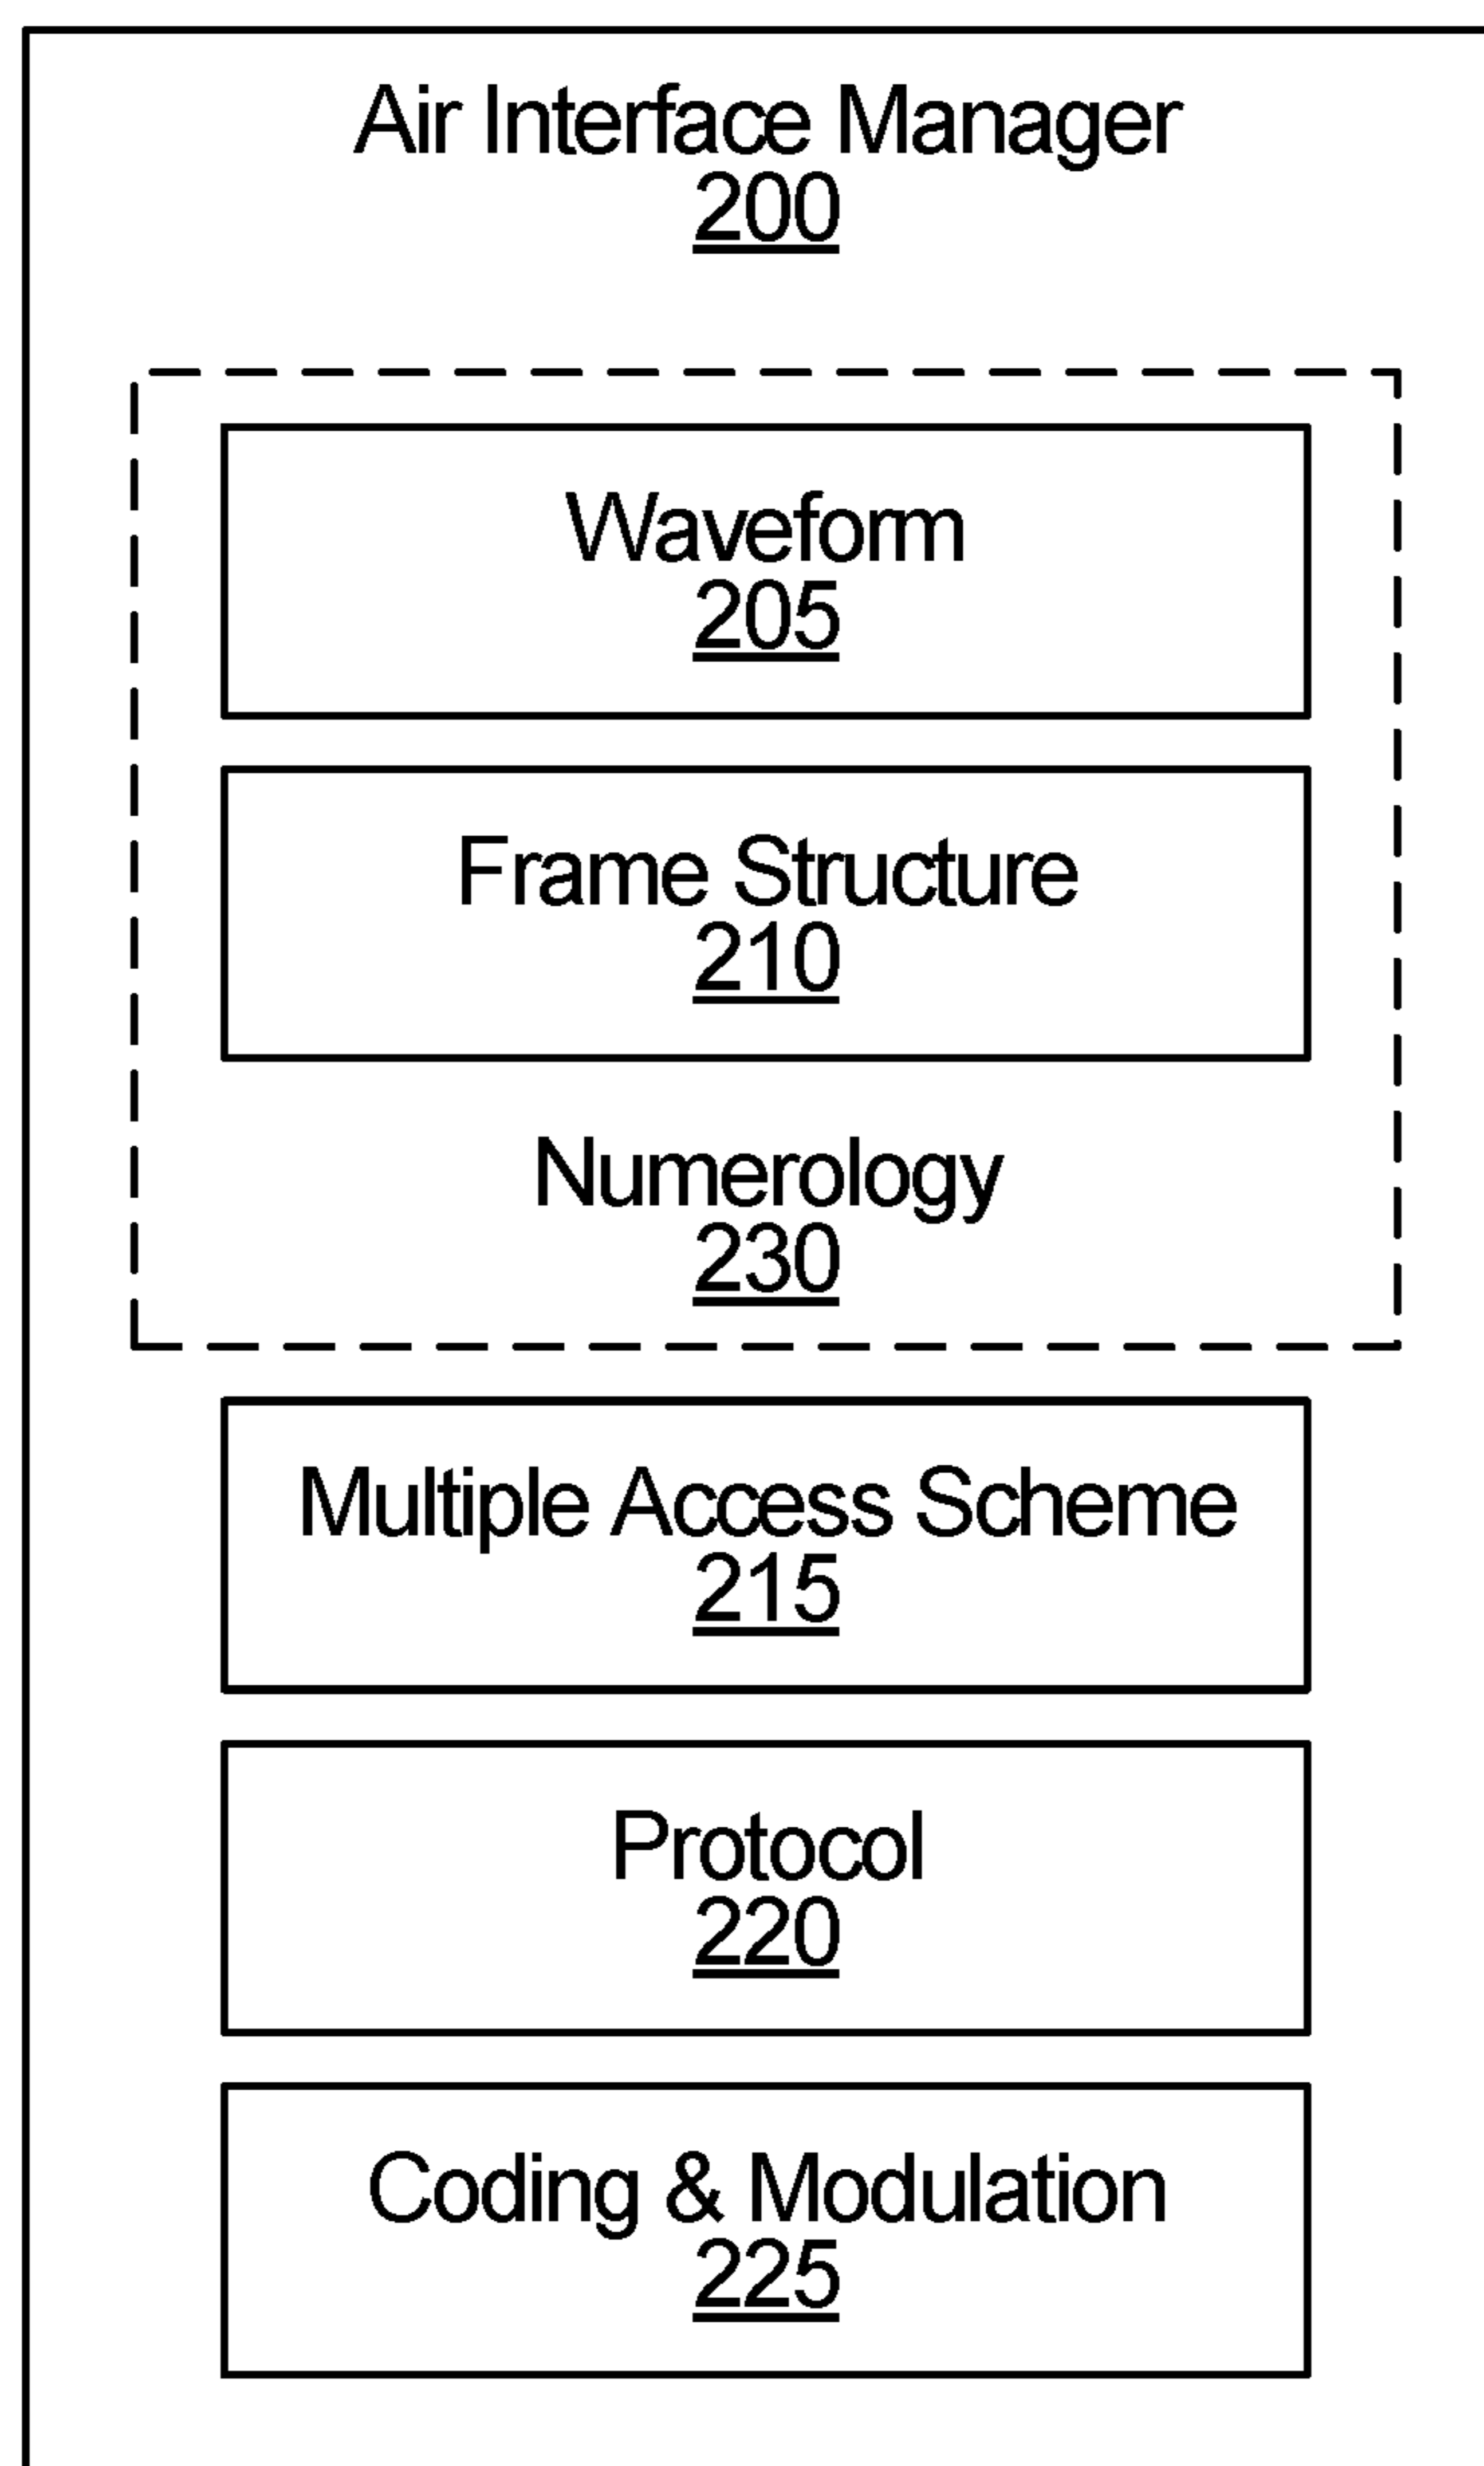 Air Interface Manager
200
Waveform
205
Frame Structure
210
Numerology
230
Multiple Access Scheme
215
Protocol
220
Coding & Modulation
225